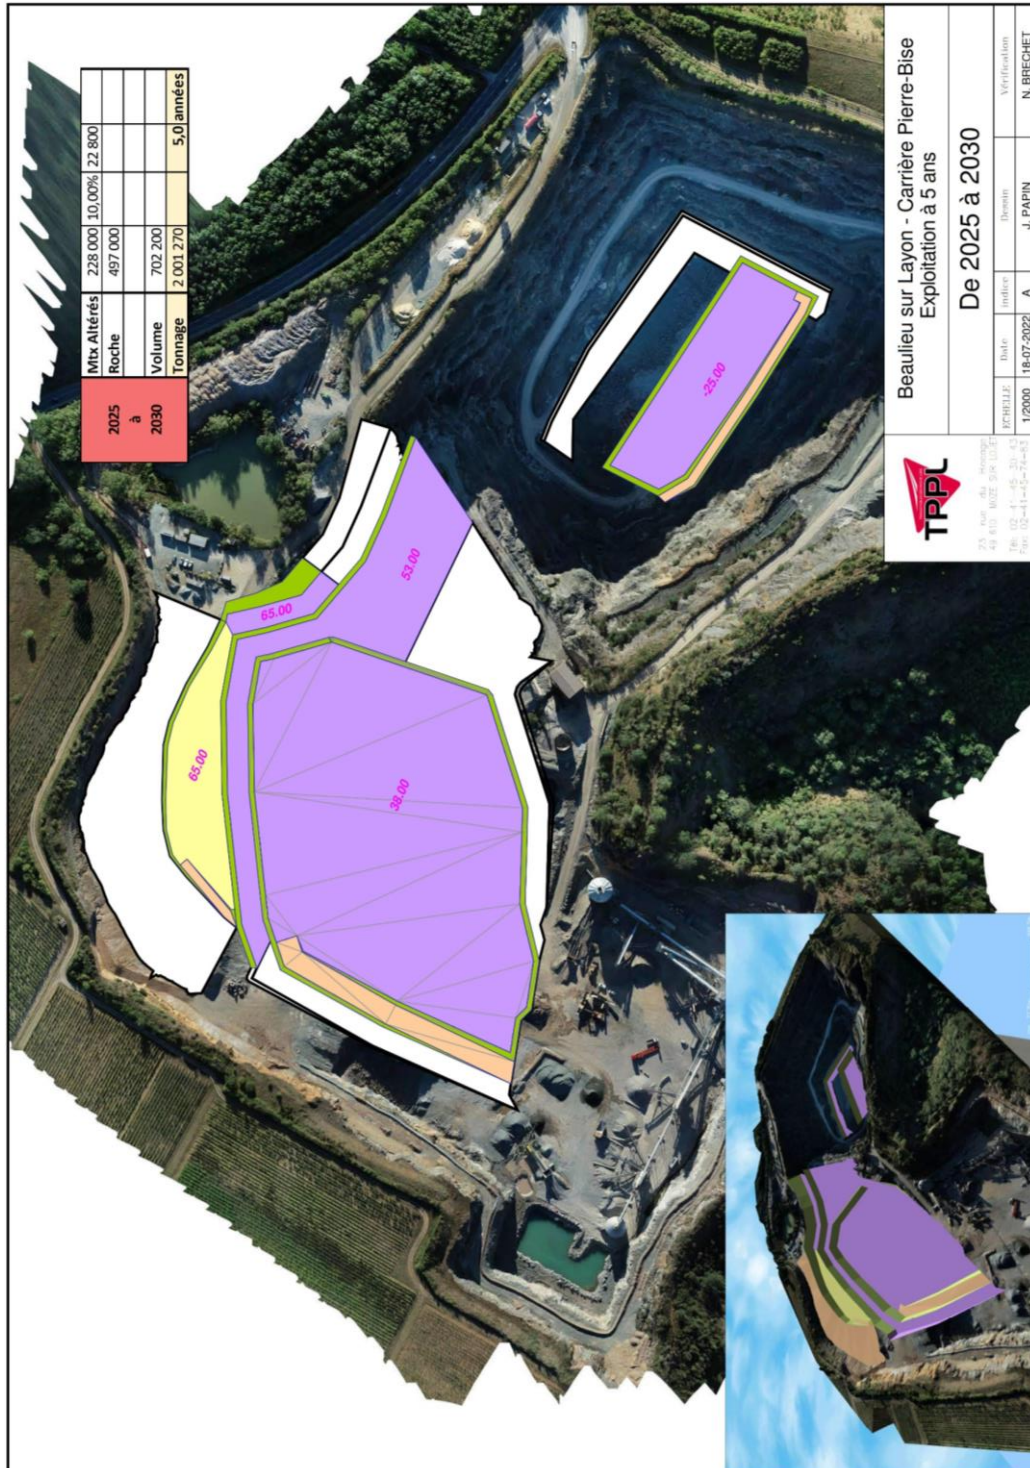 Mtx Altérés 228 000 10,00% 22 800
2025
à
2030
Roche 497 000
Volume 702 200
Tonnage 2 001 270 5,0 années
65.00
53.00
65.00
38.00
-25.00
Beaulieu sur Layon - Carrière Pierre-Bise
Exploitation à 5 ans
De 2025 à 2030
ECHELLE Date indice Dessin Vérification
1/2000 18-07-2022 A J. PAPIN N. BRECHET
TPPL